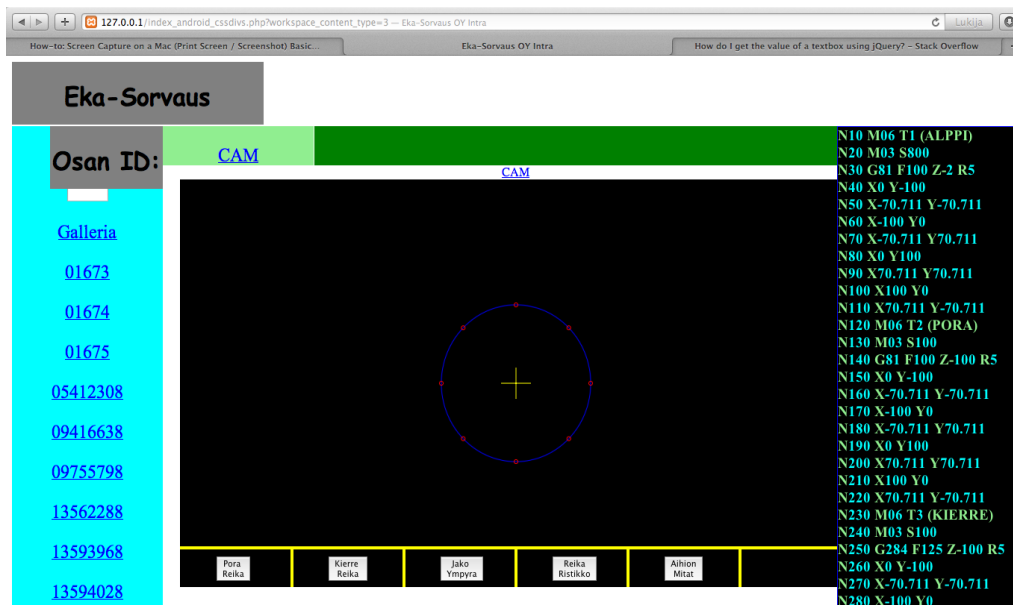 127.0.0.1/index_android_cssdivs.php?workspace_content_type=3 — Eka-Sorvaus OY Intra
Lukija
How-to: Screen Capture on a Mac (Print Screen / Screenshot) Basic...
Eka-Sorvaus OY Intra
How do I get the value of a textbox using jQuery? – Stack Overflow
Eka-Sorvaus
Osan ID:
Galleria
01673
01674
01675
05412308
09416638
09755798
13562288
13593968
13594028
CAM
CAM
Pora
Reika
Kierre
Reika
Jako
Ympyra
Reika
Ristikko
Aihion
Mitat
N10 M06 T1 (ALPPI)
N20 M03 S800
N30 G81 F100 Z-2 R5
N40 X0 Y-100
N50 X-70.711 Y-70.711
N60 X-100 Y0
N70 X-70.711 Y70.711
N80 X0 Y100
N90 X70.711 Y70.711
N100 X100 Y0
N110 X70.711 Y-70.711
N120 M06 T2 (PORA)
N130 M03 S100
N140 G81 F100 Z-100 R5
N150 X0 Y-100
N160 X-70.711 Y-70.711
N170 X-100 Y0
N180 X-70.711 Y70.711
N190 X0 Y100
N200 X70.711 Y70.711
N210 X100 Y0
N220 X70.711 Y-70.711
N230 M06 T3 (KIERRE)
N240 M03 S100
N250 G284 F125 Z-100 R5
N260 X0 Y-100
N270 X-70.711 Y-70.711
N280 X-100 Y0